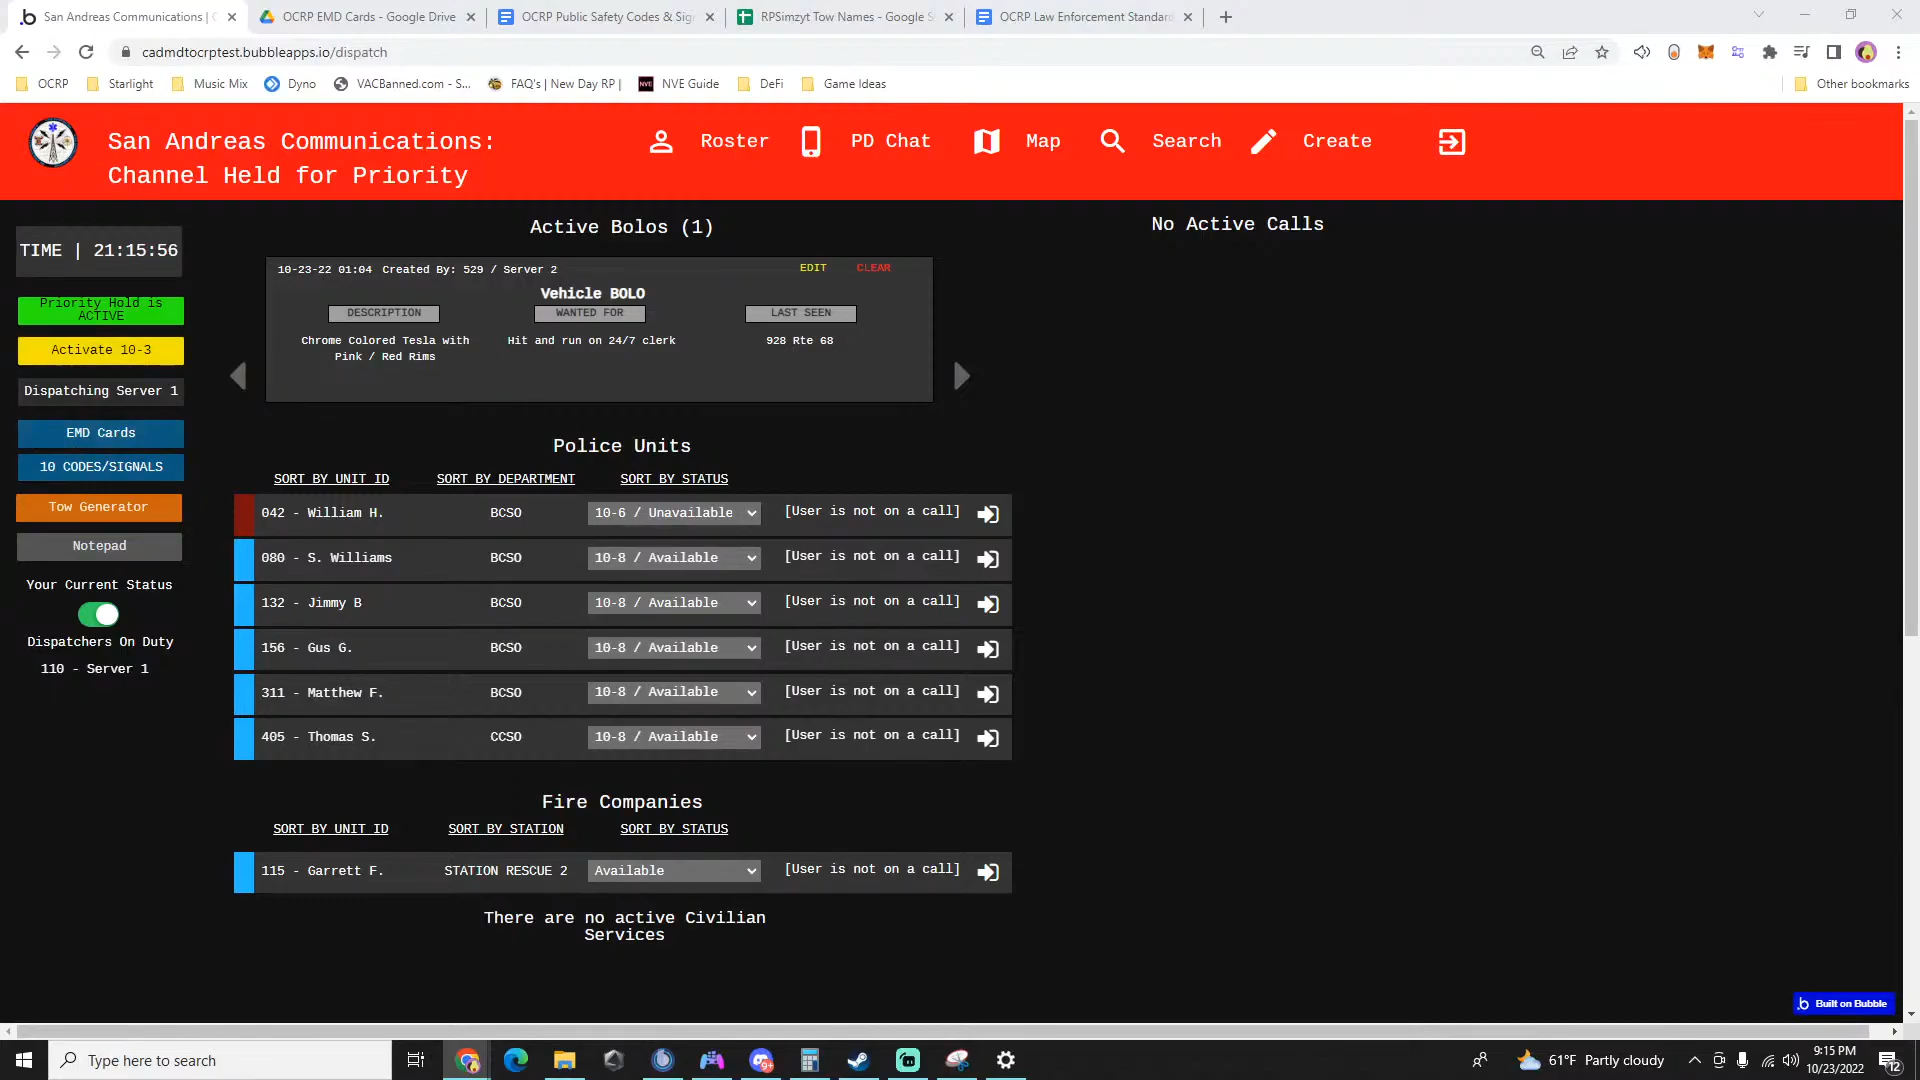 San Andreas Communications | C
OCRP EMD Cards - Google Drive
OCRP Public Safety Codes & Sig
RPSimzyt Tow Names - Google S
OCRP Law Enforcement Standard
cadmdtocrptest.bubbleapps.io/dispatch
OCRP
Starlight
Music Mix
Dyno
VACBanned.com - S...
FAQ's | New Day RP |
NVE Guide
DeFi
Game Ideas
Other bookmarks
San Andreas Communications:
Channel Held for Priority
Roster
PD Chat
Map
Search
Create
TIME | 21:15:56
Priority Hold is
ACTIVE
Activate 10-3
Dispatching Server 1
EMD Cards
10 CODES/SIGNALS
Tow Generator
Notepad
Your Current Status
Dispatchers On Duty
110 - Server 1
Active Bolos (1)
10-23-22 01:04 Created By: 529 / Server 2
EDIT
CLEAR
Vehicle BOLO
DESCRIPTION
WANTED FOR
LAST SEEN
Chrome Colored Tesla with
Pink / Red Rims
Hit and run on 24/7 clerk
928 Rte 68
No Active Calls
Police Units
SORT BY UNIT ID SORT BY DEPARTMENT SORT BY STATUS
042 - William H. BCSO 10-6 / Unavailable [User is not on a call]
080 - S. Williams BCSO 10-8 / Available [User is not on a call]
132 - Jimmy B BCSO 10-8 / Available [User is not on a call]
156 - Gus G. BCSO 10-8 / Available [User is not on a call]
311 - Matthew F. BCSO 10-8 / Available [User is not on a call]
405 - Thomas S. CCSO 10-8 / Available [User is not on a call]
Fire Companies
SORT BY UNIT ID SORT BY STATION SORT BY STATUS
115 - Garrett F. STATION RESCUE 2 Available [User is not on a call]
There are no active Civilian
Services
Built on Bubble
Type here to search
61°F Partly cloudy
9:15 PM
10/23/2022
12